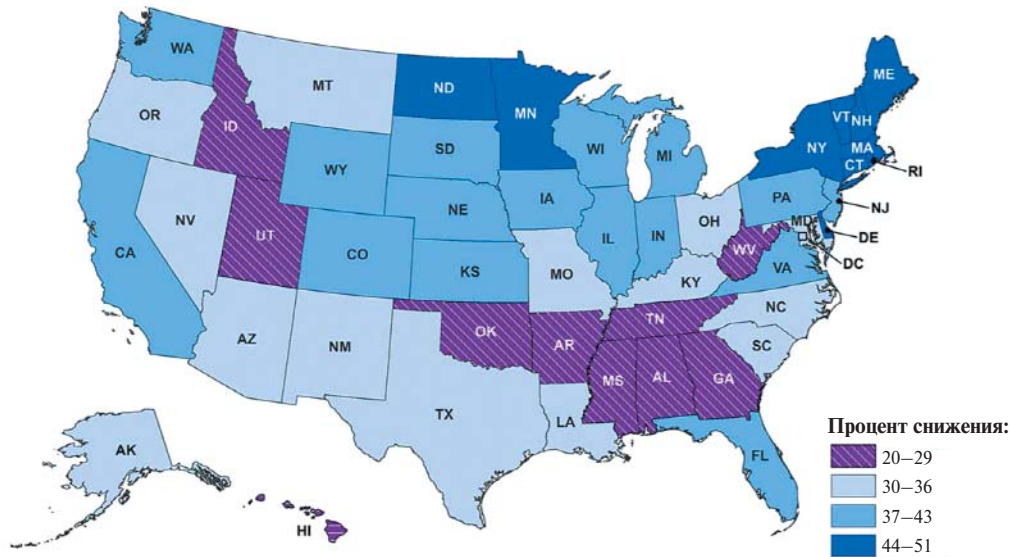 WA
MT
ND
MN
ME
OR
ID
VT
NH
SD
WI
MI
NY
MA
CT
RI
WY
IA
PA
NJ
NE
OH
MD
DE
NV
UT
IL
IN
WV
DC
CA
CO
KS
MO
KY
VA
AZ
NM
OK
AR
TN
NC
SC
MS
AL
GA
TX
LA
AK
FL
HI
Процент снижения:
20–29
30–36
37–43
44–51